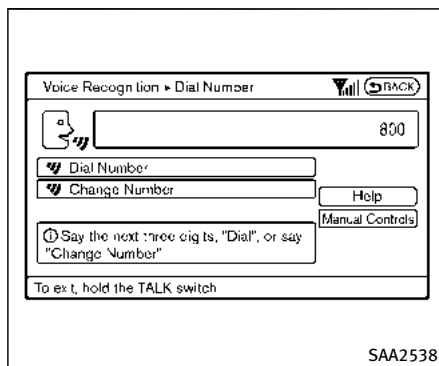 Voice Recognition ▸ Dial Number
BACK
800
Dial Number
Change Number
Help
Manual Controls
Say the next three digits, "Dial", or say
"Change Number"
To exit, hold the TALK switch
SAA2538